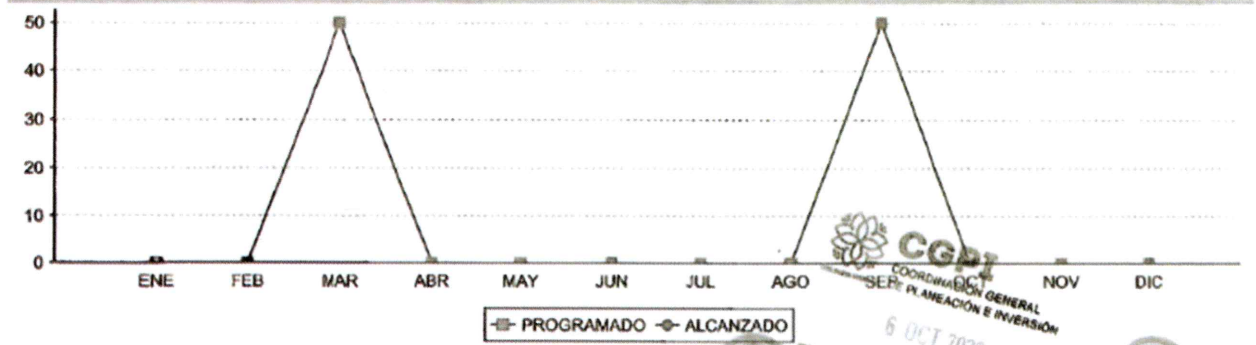 50
40
30
20
10
0
ENE FEB MAR ABR MAY JUN JUL AGO SEP OCT NOV DIC
PROGRAMADO ALCANZADO
CGPI
COORDINACIÓN GENERAL
DE PLANEACIÓN E INVERSIÓN
6 OCT